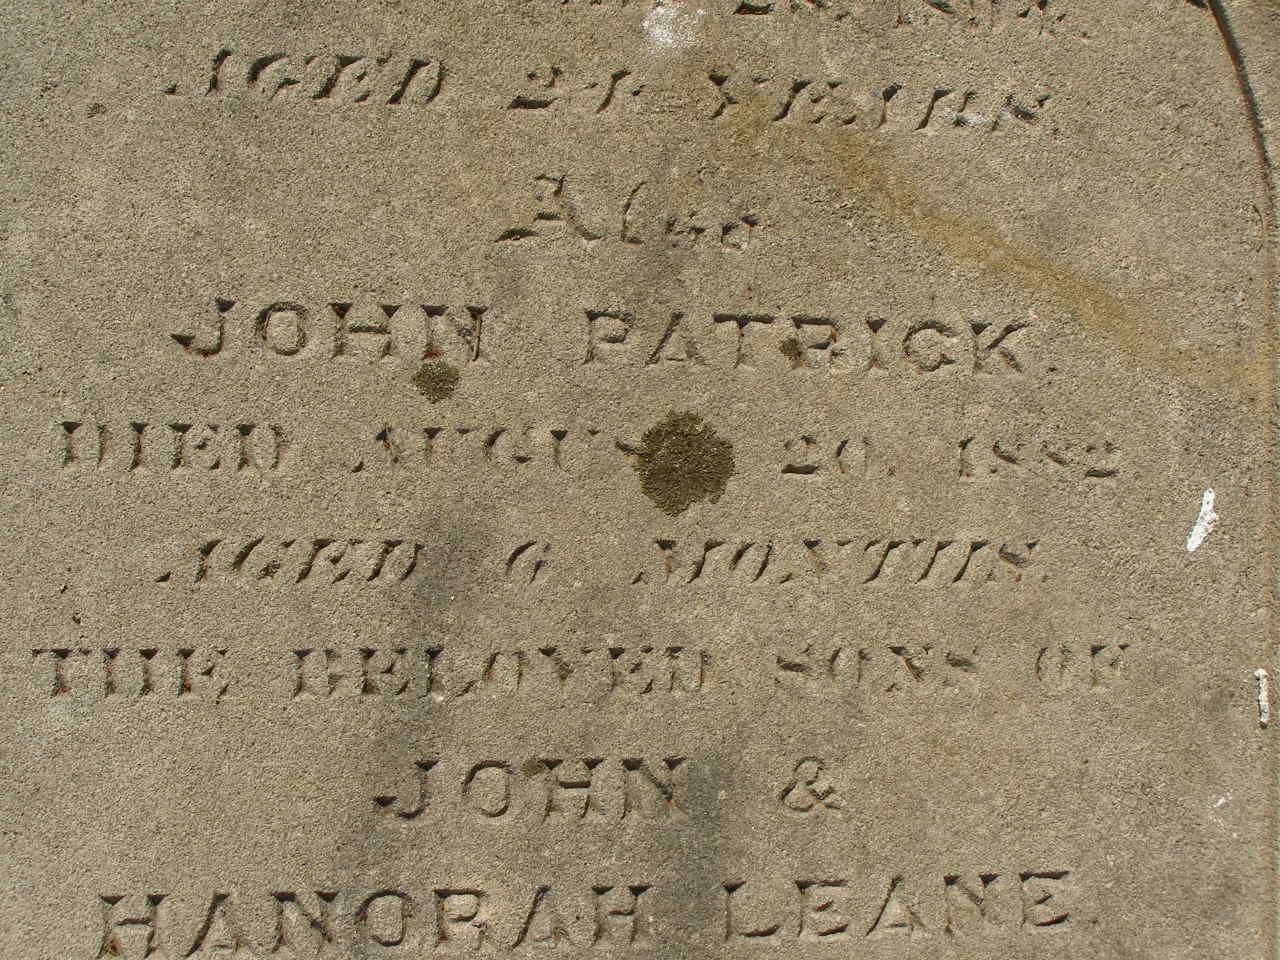 AGED 24 YEARS
Also
JOHN PATRICK
DIED AUGUST 20. 1882
AGED 6 MONTHS.
THE BELOVED SONS OF
JOHN &
HANORAH LEANE